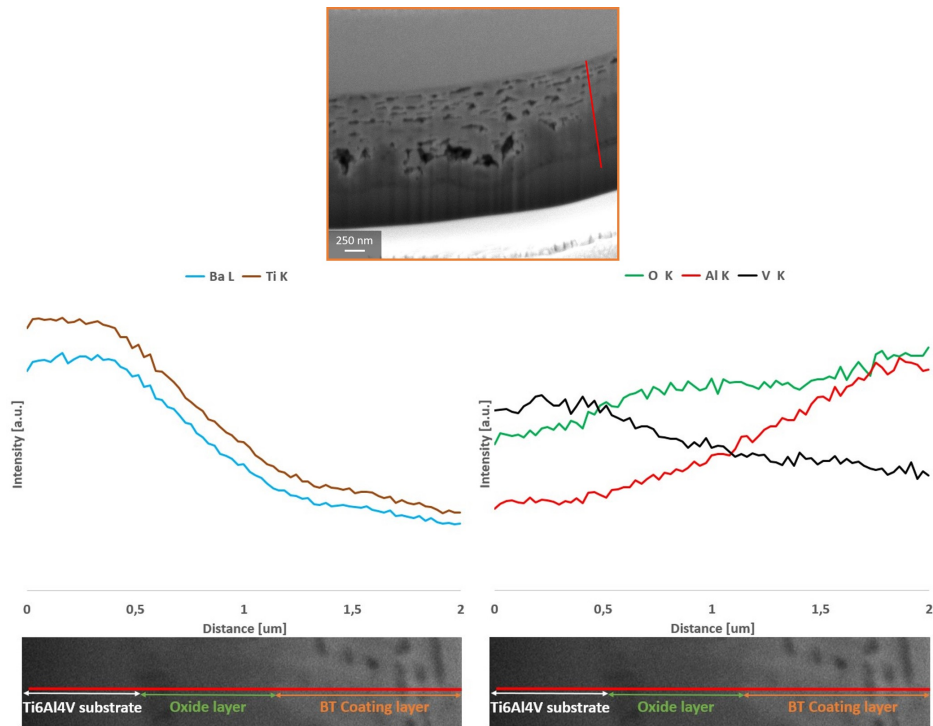 250 nm
Ba L Ti K
O K Al K V K
Intensity [a.u.]
Intensity [a.u.]
0 0,5 1 1,5 2
Distance [um]
0 0,5 1 1,5 2
Distance [um]
Ti6Al4V substrate Oxide layer BT Coating layer
Ti6Al4V substrate Oxide layer BT Coating layer